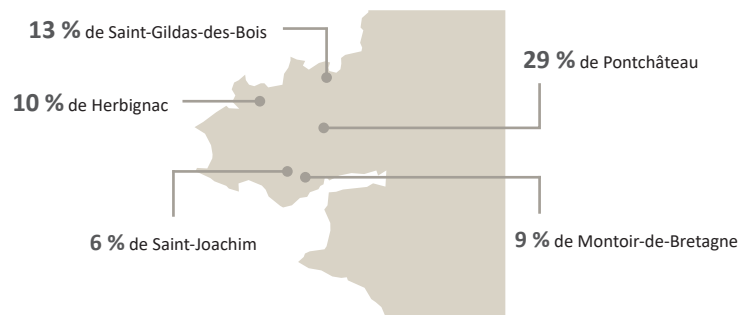 13 % de Saint-Gildas-des-Bois
29 % de Pontchâteau
10 % de Herbignac
6 % de Saint-Joachim
9 % de Montoir-de-Bretagne